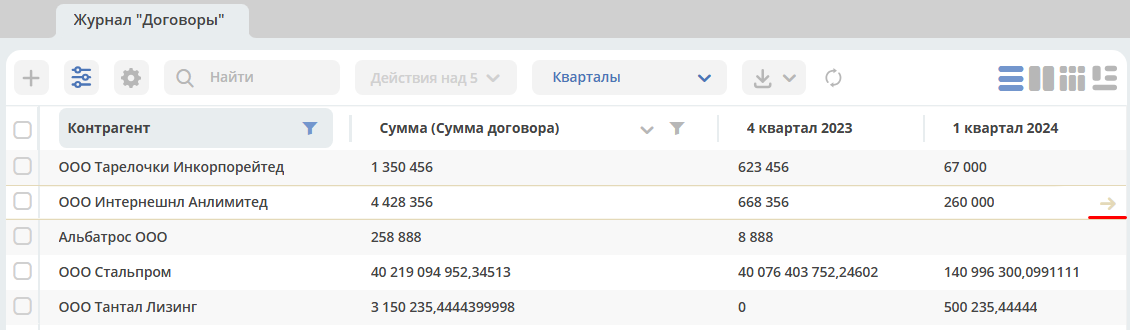 Журнал "Договоры"
Найти Действия над 5 Кварталы
Контрагент Сумма (Сумма договора) 4 квартал 2023 1 квартал 2024
ООО Тарелочки Инкорпорейтед 1 350 456 623 456 67 000
ООО Интернешнл Анлимитед 4 428 356 668 356 260 000
Альбатрос ООО 258 888 8 888
ООО Стальпром 40 219 094 952,34513 40 076 403 752,24602 140 996 300,0991111
ООО Тантал Лизинг 3 150 235,4444399998 0 500 235,44444